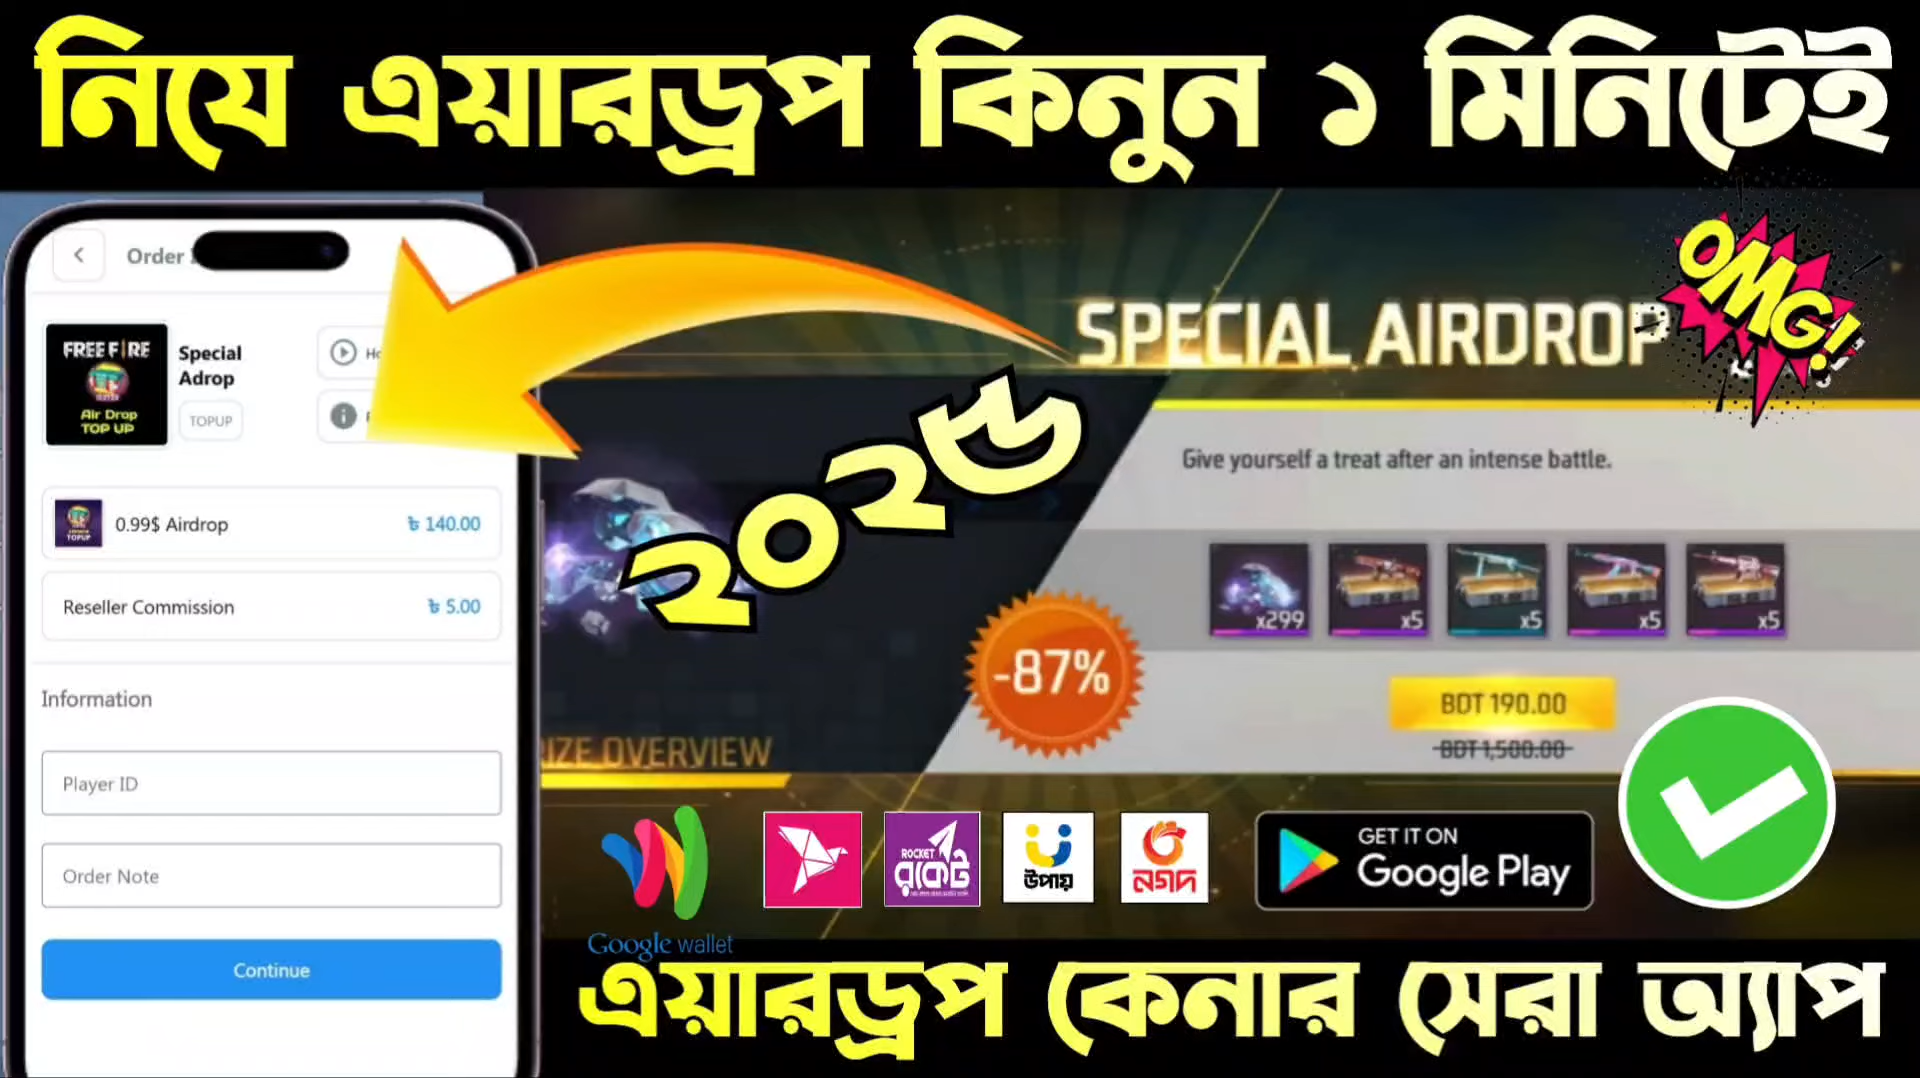 নিযে এয়ারড্রপ কিনুন ১ মিনিটেই
OMG!
Order
FREE FIRE
Air Drop
TOP UP
Special
Adrop
TOPUP
SPECIAL AIRDROP
২০২৬
Give yourself a treat after an intense battle.
TOPUP
0.99$ Airdrop
৳ 140.00
Reseller Commission
৳ 5.00
x299
x5
x5
x5
x5
-87%
BDT 190.00
BDT 1,500.00
Information
Player ID
Order Note
Continue
RIZE OVERVIEW
Google wallet
ROCKET
রকেট
উপায়
নগদ
GET IT ON
Google Play
এয়ারড্রপ কেনার সেরা অ্যাপ